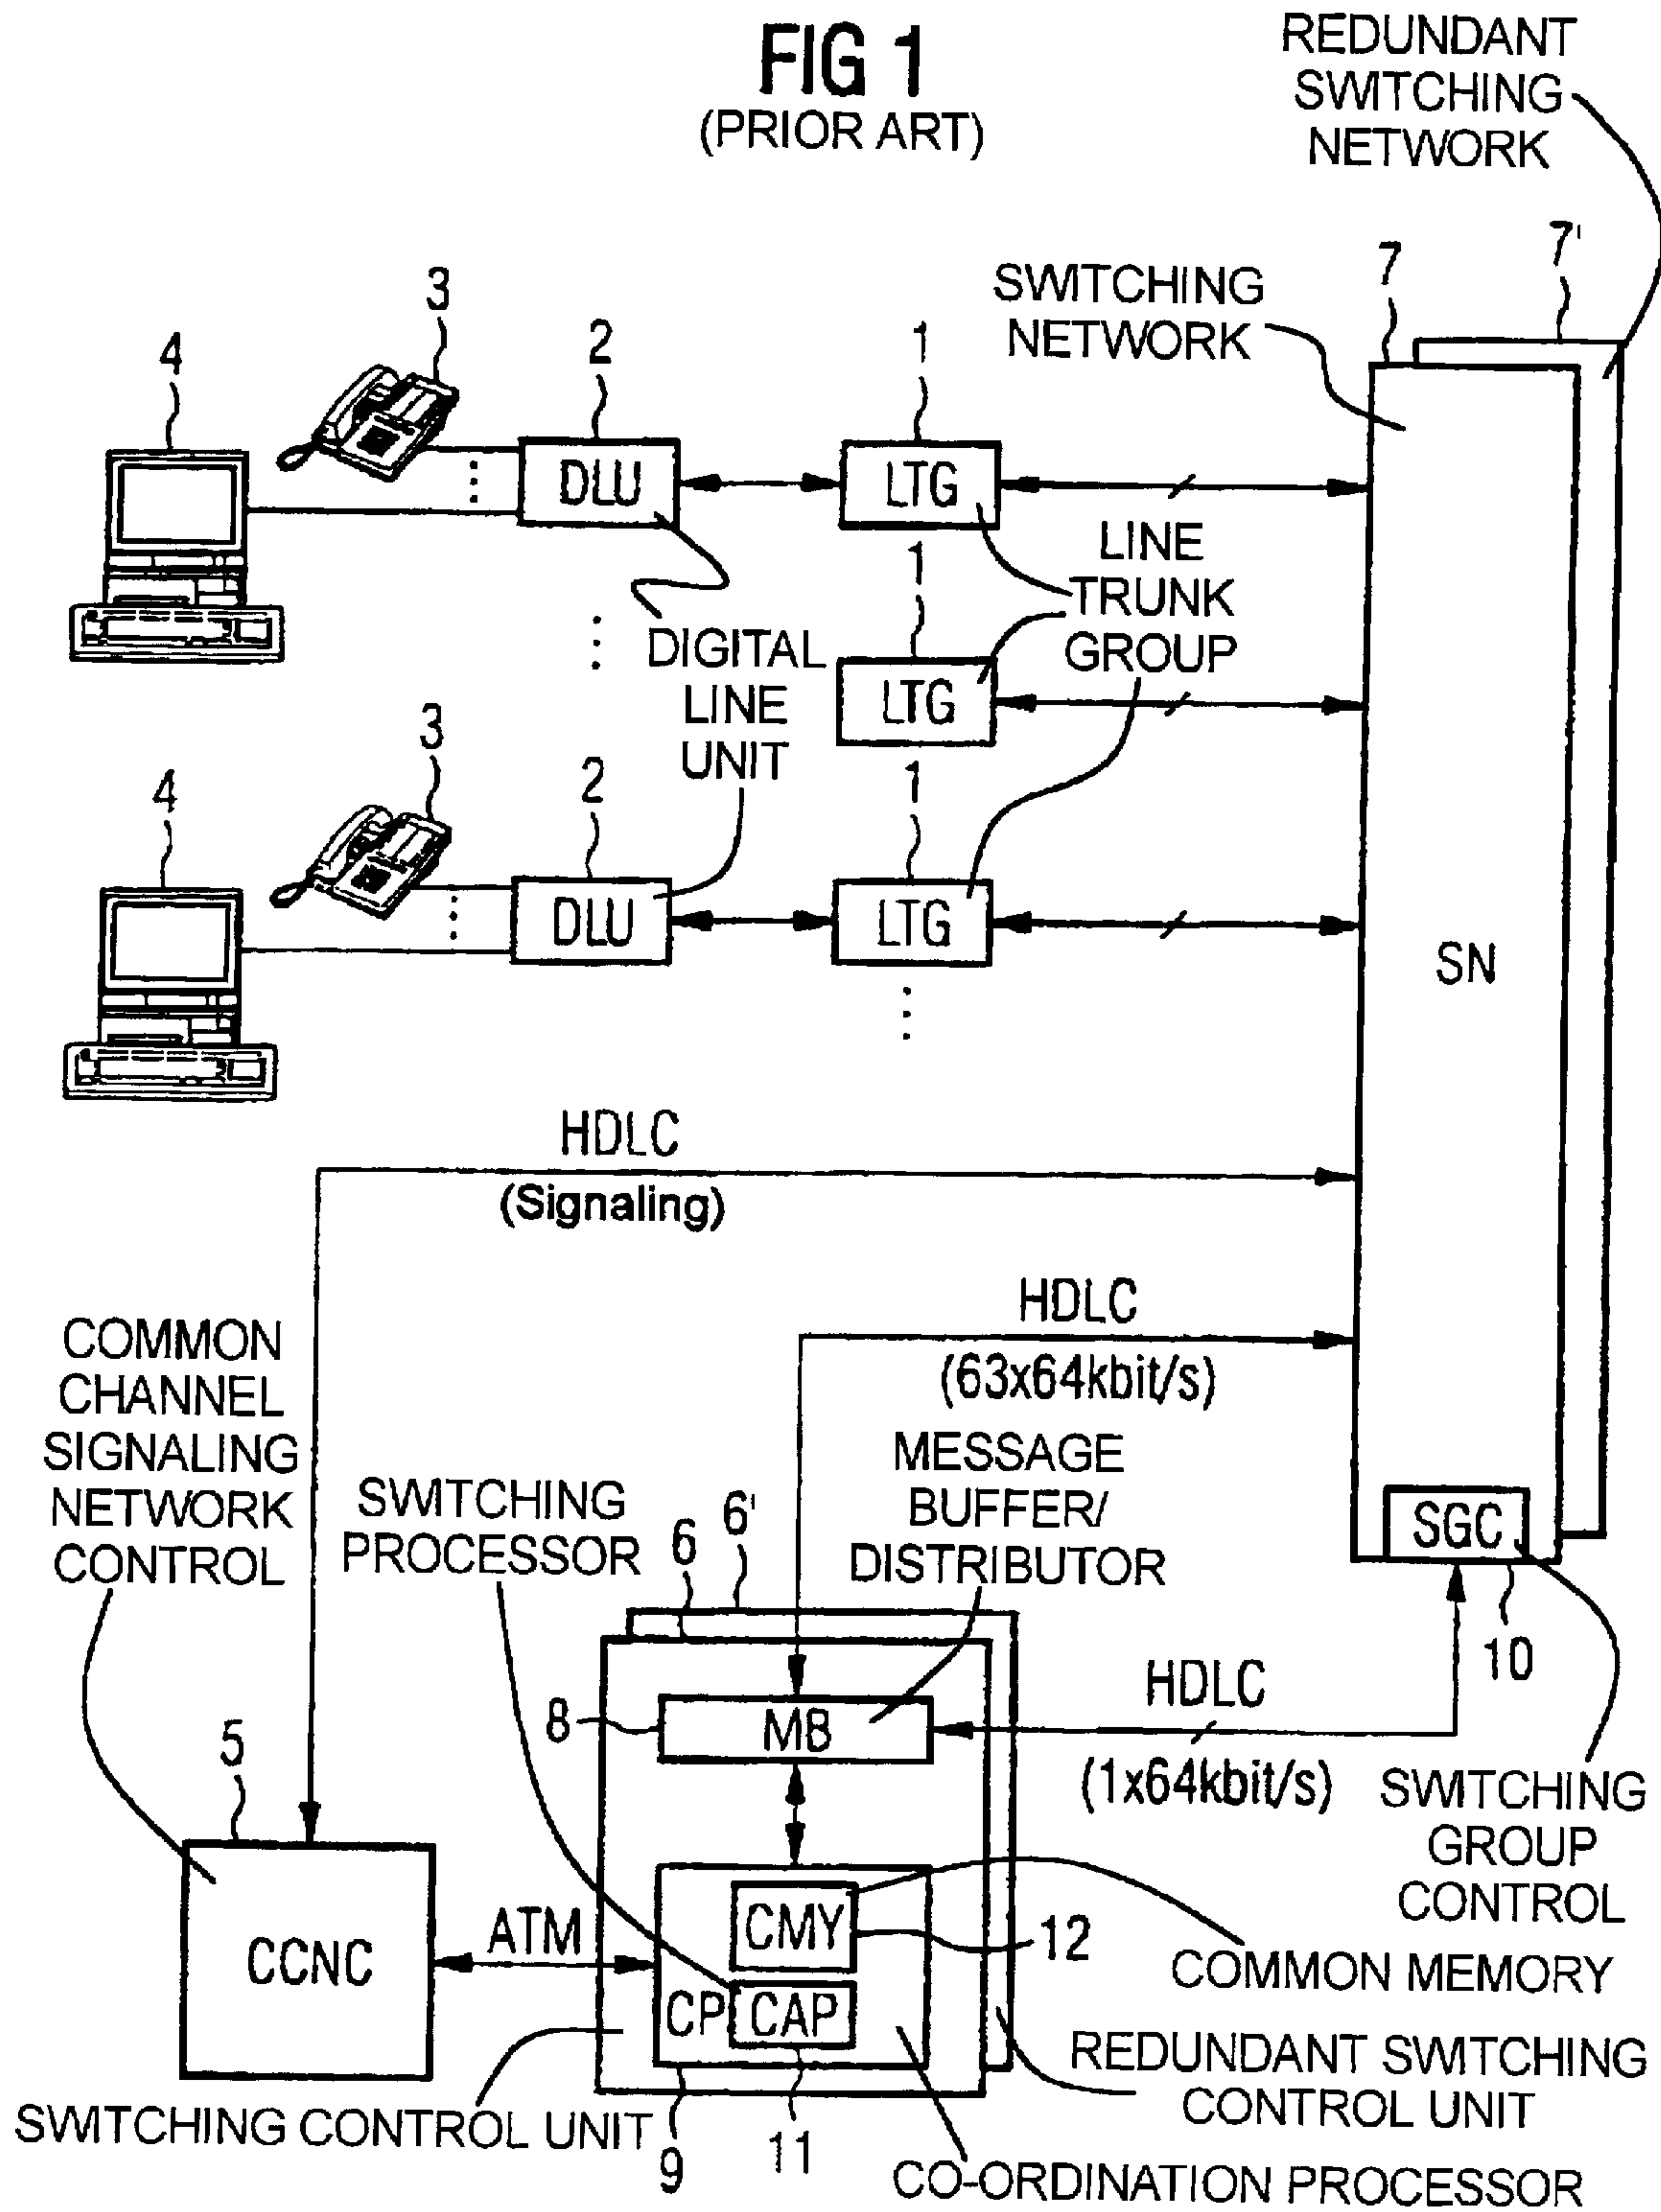 FIG 1
(PRIOR ART)
REDUNDANT
SWITCHING
NETWORK
7'
7
SWITCHING
NETWORK
3
4
2
1
DLU
LTG
LINE
TRUNK
GROUP
1
DIGITAL
LINE
UNIT
LTG
3
4
2
1
DLU
LTG
SN
HDLC
(Signaling)
HDLC
(63x64kbit/s)
COMMON
CHANNEL
SIGNALING
NETWORK
CONTROL
SWITCHING
PROCESSOR
6'
6
MESSAGE
BUFFER/
DISTRIBUTOR
SGC
10
8
MB
HDLC
(1x64kbit/s)
SWITCHING
GROUP
CONTROL
5
CCNC
ATM
CMY
12
COMMON MEMORY
CP
CAP
REDUNDANT SWITCHING
CONTROL UNIT
SWITCHING CONTROL UNIT
9
11
CO-ORDINATION PROCESSOR